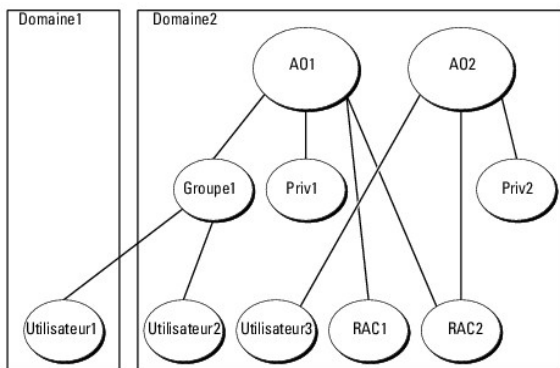 Domaine1
Domaine2
AO1
AO2
Groupe1
Priv1
Priv2
Utilisateur1
Utilisateur2
Utilisateur3
RAC1
RAC2